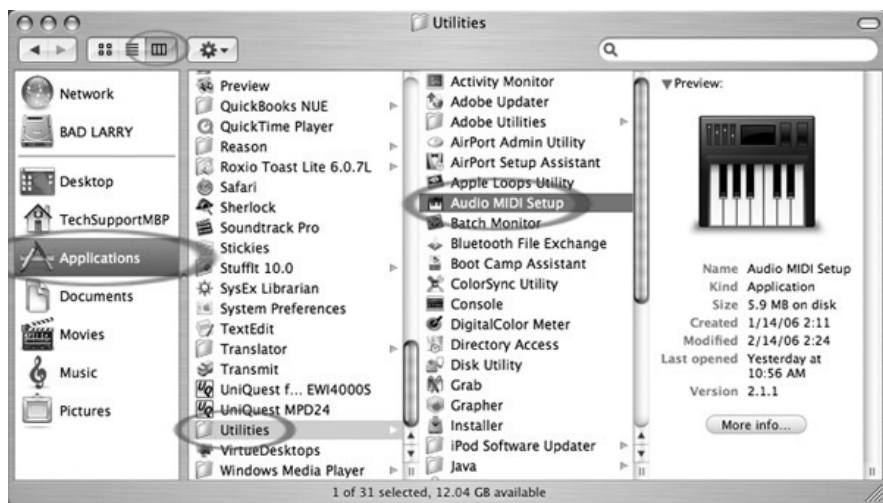 Utilities
Network
BAD LARRY
Desktop
TechSupportMBP
Applications
Documents
Movies
Music
Pictures
Preview
QuickBooks NUE
QuickTime Player
Reason
Roxio Toast Lite 6.0.7L
Safari
Sherlock
Soundtrack Pro
Stickies
StuffIt 10.0
SysEx Librarian
System Preferences
TextEdit
Translator
Transmit
UniQuest f... EWI4000S
UniQuest MPD24
Utilities
VirtueDesktops
Windows Media Player
Activity Monitor
Adobe Updater
Adobe Utilities
AirPort Admin Utility
AirPort Setup Assistant
Apple Loops Utility
Audio MIDI Setup
Batch Monitor
Bluetooth File Exchange
Boot Camp Assistant
ColorSync Utility
Console
DigitalColor Meter
Directory Access
Disk Utility
Grab
Grapher
Installer
iPod Software Updater
Java
Preview:
Name Audio MIDI Setup
Kind Application
Size 5.9 MB on disk
Created 1/14/06 2:11
Modified 2/14/06 2:24
Last opened Yesterday at
10:56 AM
Version 2.1.1
More info...
1 of 31 selected, 12.04 GB available